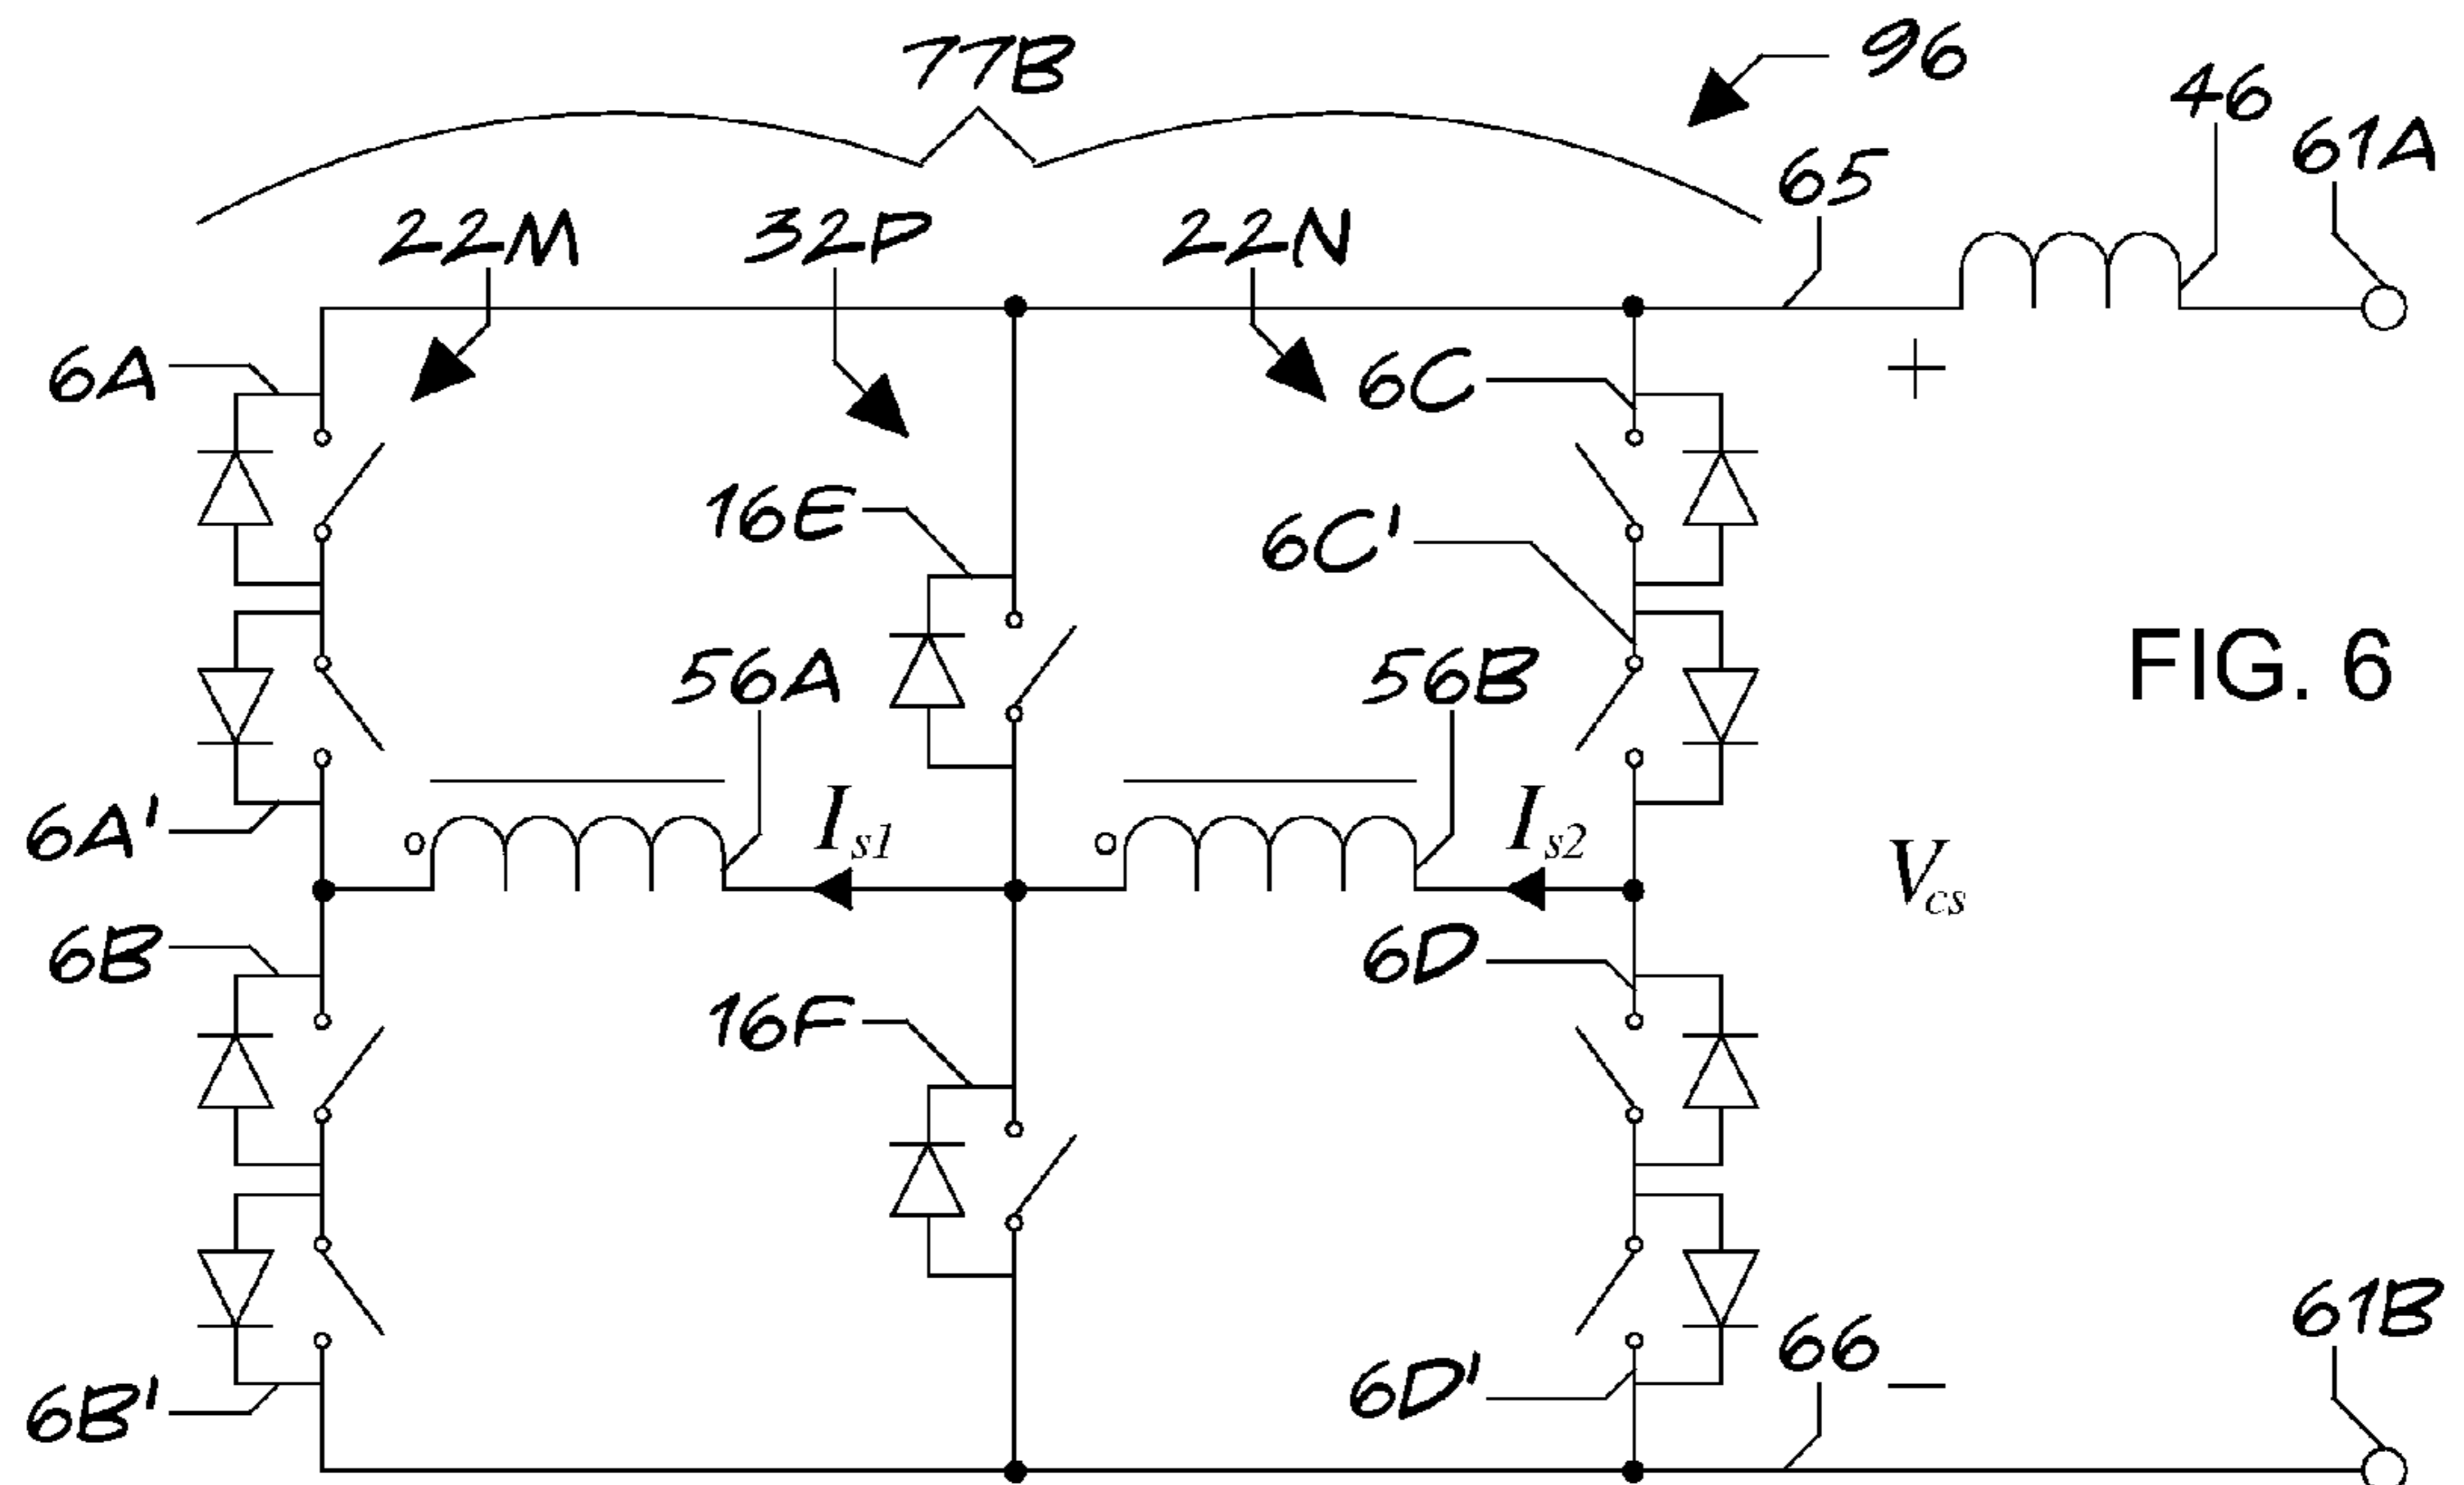 77B
96
46
61A
65
22M
32P
22N
6A
6C
+
16E
6C'
56A
56B
FIG. 6
6A'
Is1
Is2
Vcs
6B
6D
16F
61B
66
6B'
6D'
−